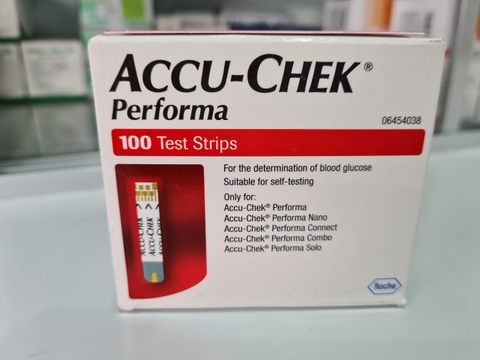 ACCU-CHEK®
Performa
06454038
100 Test Strips
For the determination of blood glucose
Suitable for self-testing
Only for:
Accu-Chek® Performa
Accu-Chek® Performa Nano
Accu-Chek® Performa Connect
Accu-Chek® Performa Combo
Accu-Chek® Performa Solo
ACCU-CHEK
ACCU-CHEK
Roche